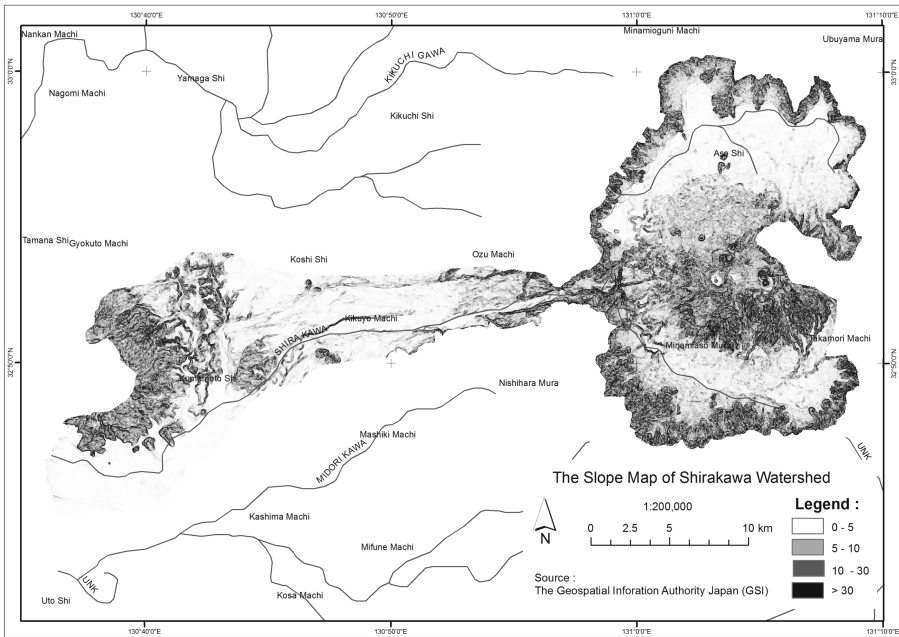 130°40'0"E 130°50'0"E 131°0'0"E 131°10'0"E
Nankan Machi
Minamioguni Machi
Ubuyama Mura
33°0'0"N
33°0'0"N
Yamaga Shi
KIKUCHI GAWA
Nagomi Machi
Kikuchi Shi
Aso Shi
Tamana Shi
Gyokuto Machi
Koshi Shi
Ozu Machi
Kikuyo Machi
SHIRA KAWA
Minamiaso Mura
Takamori Machi
32°50'0"N
32°50'0"N
Kumamoto Shi
Nishihara Mura
Mashiki Machi
MIDORI KAWA
UNK
Kashima Machi
Mifune Machi
UNK
Uto Shi
Kosa Machi
The Slope Map of Shirakawa Watershed
1:200,000
0 2.5 5 10 km
N
Legend :
0 - 5
5 - 10
10 - 30
> 30
Source :
The Geospatial Inforation Authority Japan (GSI)
130°40'0"E 130°50'0"E 131°0'0"E 131°10'0"E